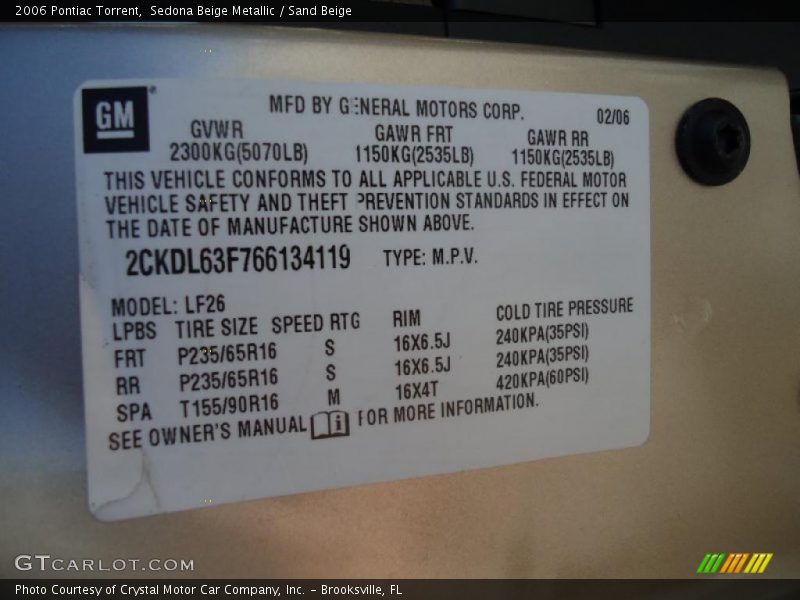 2006 Pontiac Torrent, Sedona Beige Metallic / Sand Beige
GM
MFD BY GENERAL MOTORS CORP. 02/06
GVWR GAWR FRT GAWR RR
2300KG(5070LB) 1150KG(2535LB) 1150KG(2535LB)
THIS VEHICLE CONFORMS TO ALL APPLICABLE U.S. FEDERAL MOTOR
VEHICLE SAFETY AND THEFT PREVENTION STANDARDS IN EFFECT ON
THE DATE OF MANUFACTURE SHOWN ABOVE.
2CKDL63F766134119 TYPE: M.P.V.
MODEL: LF26
LPBS TIRE SIZE SPEED RTG RIM COLD TIRE PRESSURE
FRT P235/65R16 S 16X6.5J 240KPA(35PSI)
RR P235/65R16 S 16X6.5J 240KPA(35PSI)
SPA T155/90R16 M 16X4T 420KPA(60PSI)
SEE OWNER'S MANUAL i FOR MORE INFORMATION.
GTCARLOT.COM
Photo Courtesy of Crystal Motor Car Company, Inc. – Brooksville, FL